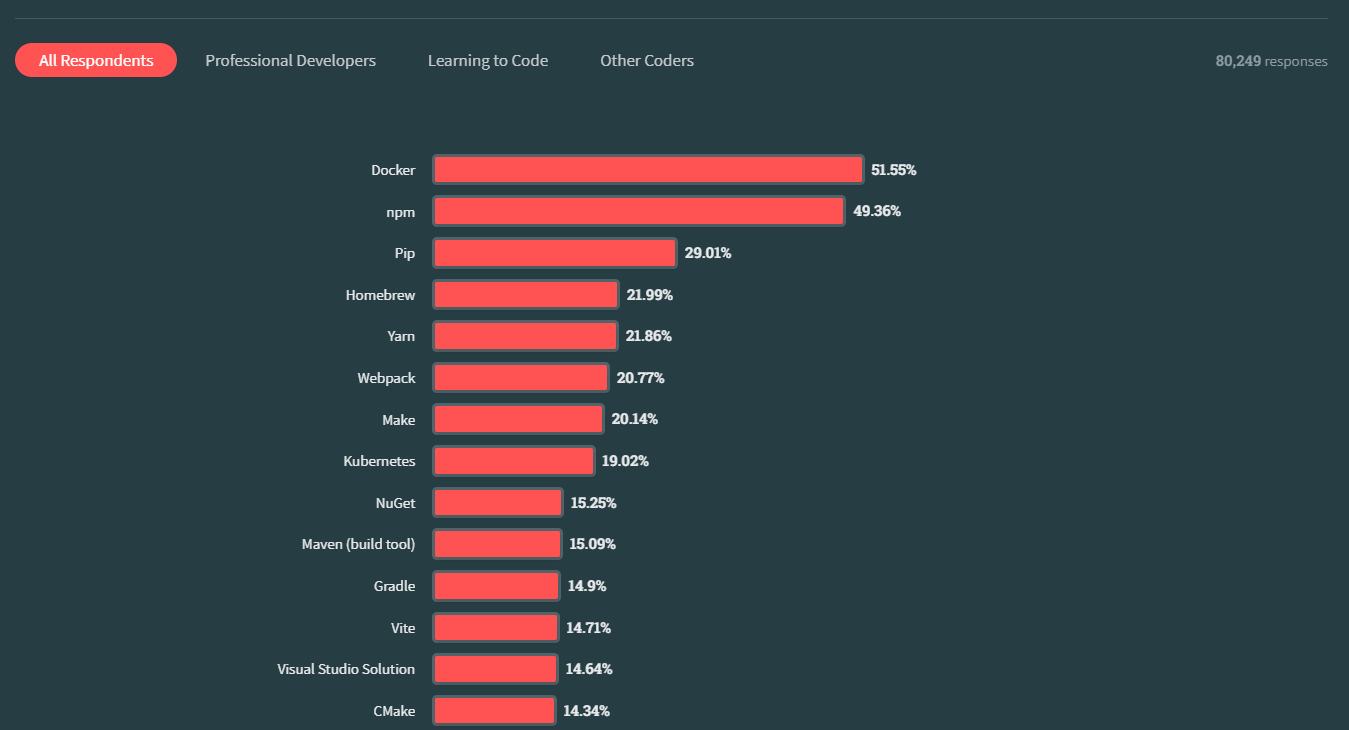 All Respondents Professional Developers Learning to Code Other Coders 80,249 responses
Docker 51.55%
npm 49.36%
Pip 29.01%
Homebrew 21.99%
Yarn 21.86%
Webpack 20.77%
Make 20.14%
Kubernetes 19.02%
NuGet 15.25%
Maven (build tool) 15.09%
Gradle 14.9%
Vite 14.71%
Visual Studio Solution 14.64%
CMake 14.34%